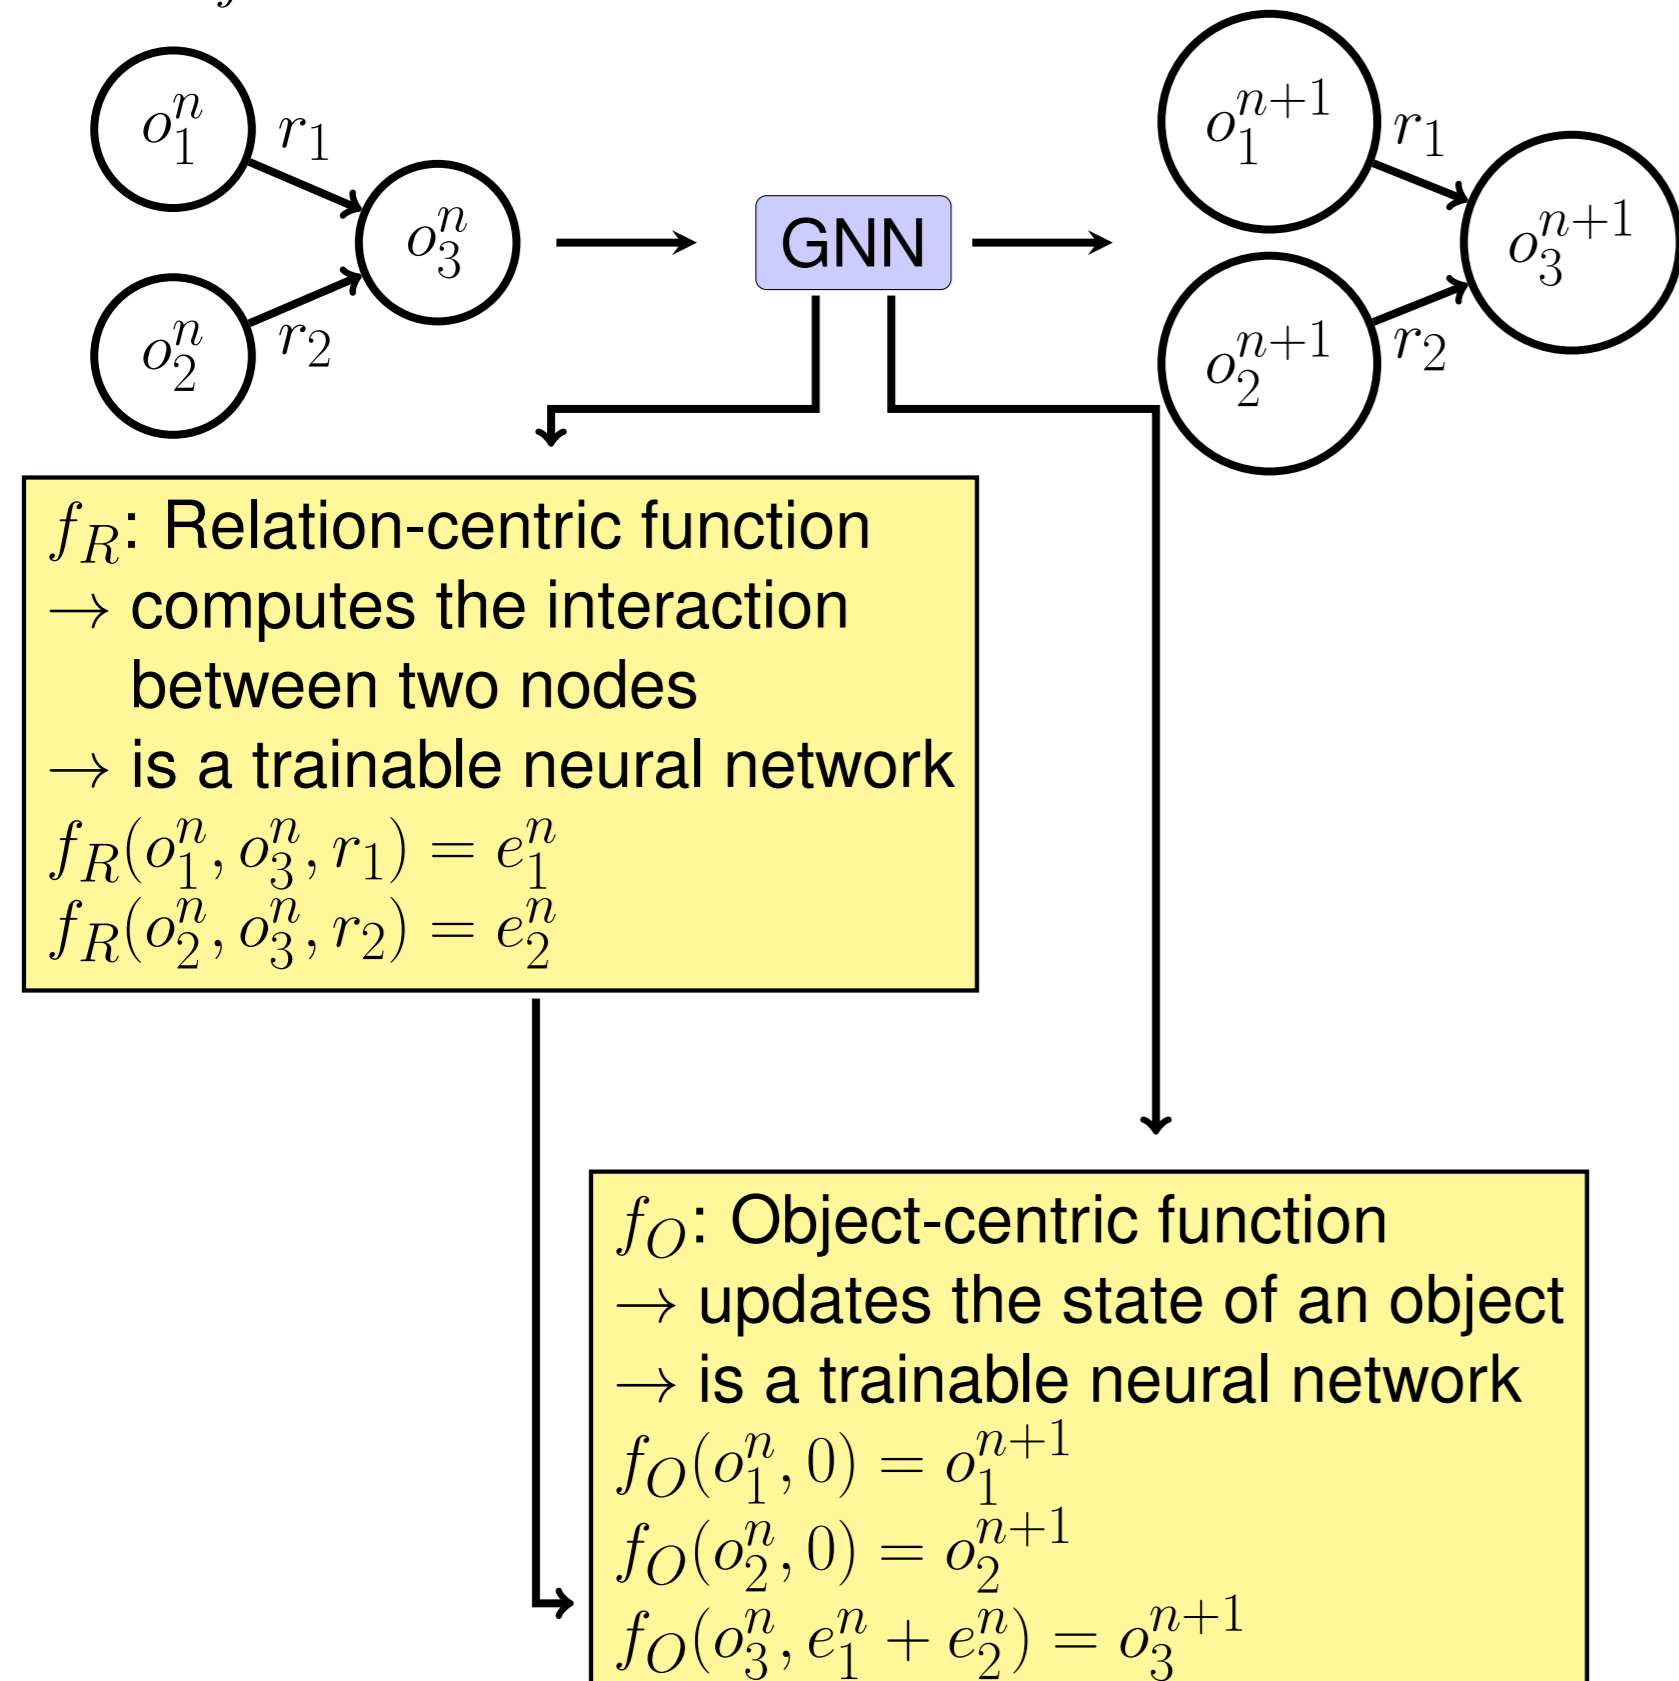 o_1^n r_1
o_3^n
o_2^n r_2
GNN
o_1^{n+1} r_1
o_3^{n+1}
o_2^{n+1} r_2
f_R: Relation-centric function
→ computes the interaction
between two nodes
→ is a trainable neural network
f_R(o_1^n, o_3^n, r_1) = e_1^n
f_R(o_2^n, o_3^n, r_2) = e_2^n
f_O: Object-centric function
→ updates the state of an object
→ is a trainable neural network
f_O(o_1^n, 0) = o_1^{n+1}
f_O(o_2^n, 0) = o_2^{n+1}
f_O(o_3^n, e_1^n + e_2^n) = o_3^{n+1}